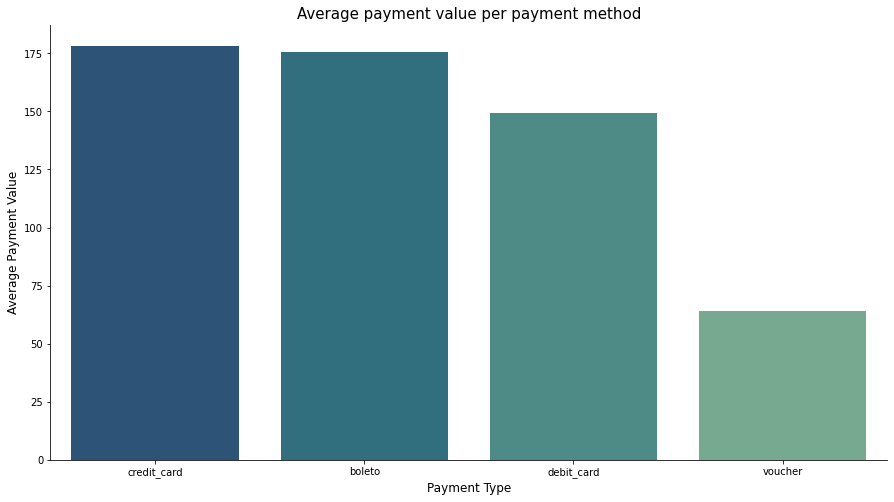 Average payment value per payment method
Average Payment Value
175
150
125
100
75
50
25
0
credit_card boleto debit_card voucher
Payment Type